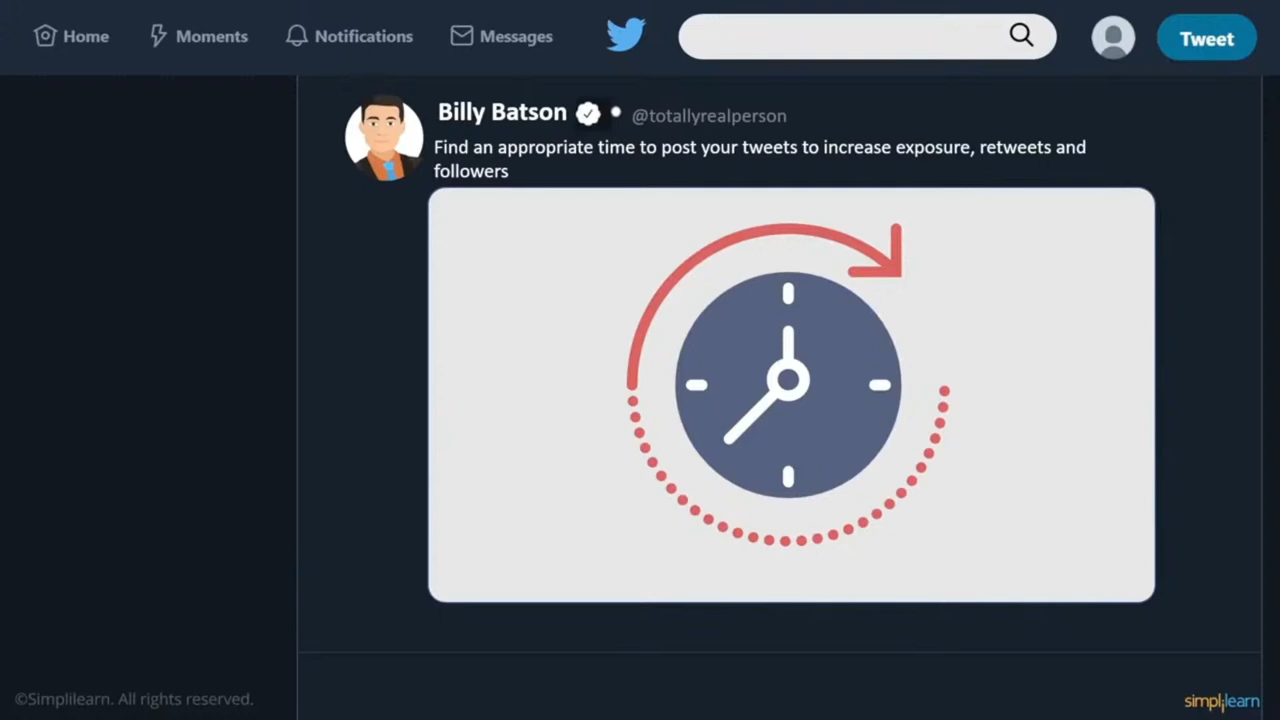 Home Moments Notifications Messages Tweet
Billy Batson @totallyrealperson
Find an appropriate time to post your tweets to increase exposure, retweets and
followers
©Simplilearn. All rights reserved.
simplilearn